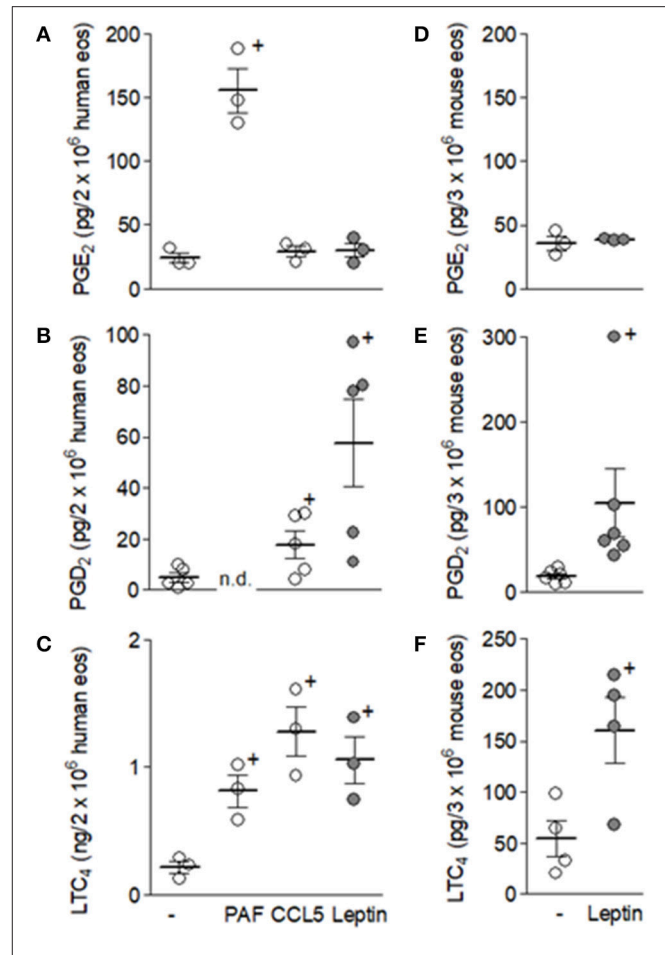 A
PGE2 (pg/2 x 10^6 human eos)
200
150
100
50
0
+
D
PGE2 (pg/3 x 10^6 mouse eos)
200
150
100
50
0
B
PGD2 (pg/2 x 10^6 human eos)
100
80
60
40
20
0
n.d.
+
+
E
PGD2 (pg/3 x 10^6 mouse eos)
300
200
100
0
+
C
LTC4 (ng/2 x 10^6 human eos)
2
1
0
+
+
+
- PAF CCL5 Leptin
F
LTC4 (pg/3 x 10^6 mouse eos)
250
200
150
100
50
0
+
- Leptin